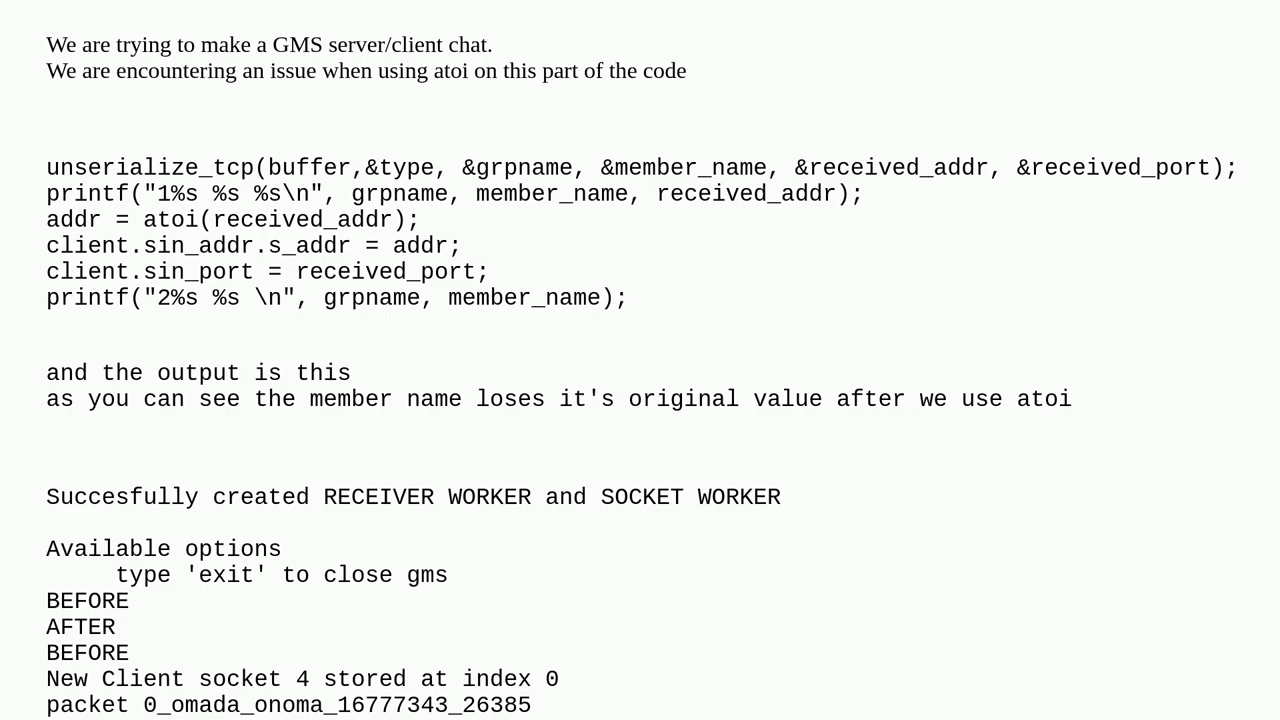 We are trying to make a GMS server/client chat.
We are encountering an issue when using atoi on this part of the code
unserialize_tcp(buffer,&type, &grpname, &member_name, &received_addr, &received_port);
printf("1%s %s %s\n", grpname, member_name, received_addr);
addr = atoi(received_addr);
client.sin_addr.s_addr = addr;
client.sin_port = received_port;
printf("2%s %s \n", grpname, member_name);
and the output is this
as you can see the member name loses it's original value after we use atoi
Succesfully created RECEIVER WORKER and SOCKET WORKER
Available options
type 'exit' to close gms
BEFORE
AFTER
BEFORE
New Client socket 4 stored at index 0
packet 0_omada_onoma_16777343_26385